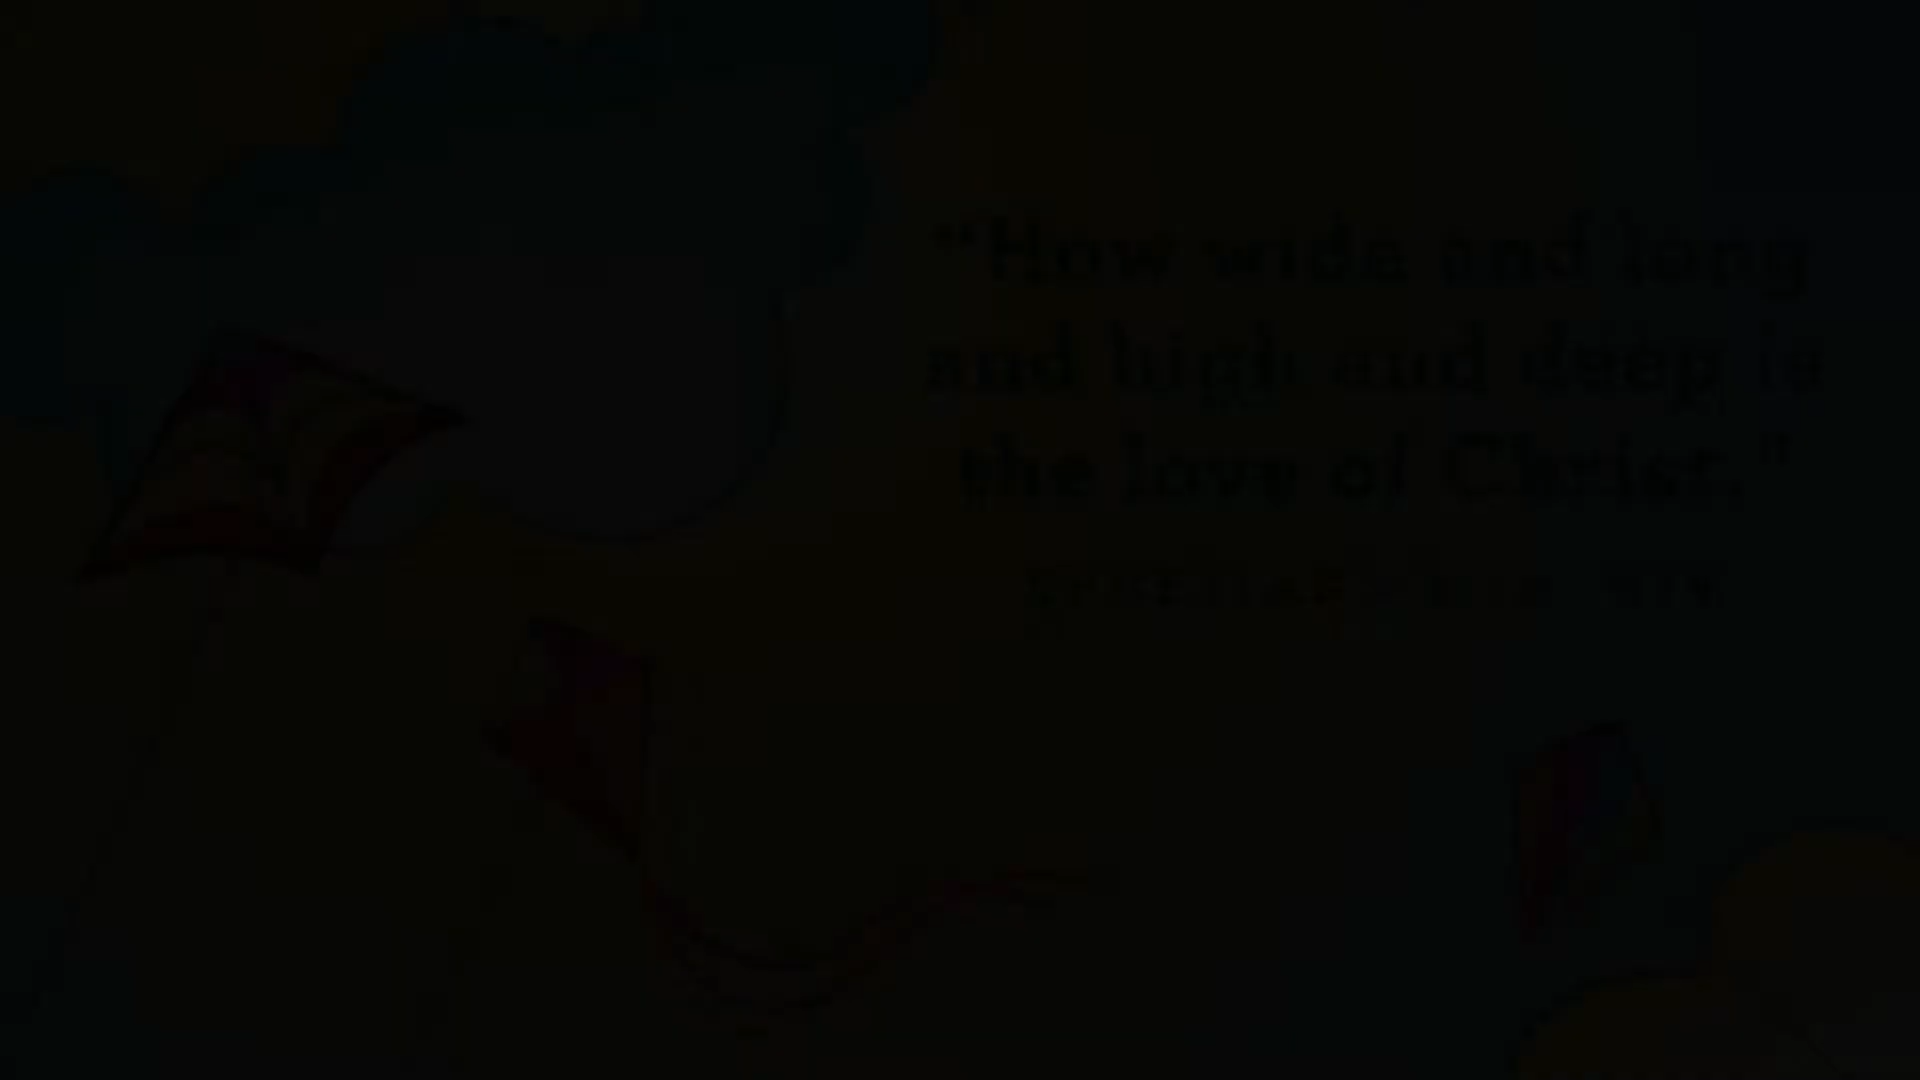 “How wide and long
and high and deep is
the love of Christ.”